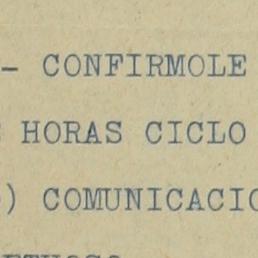 - CONFIRMOLE
HORAS CICLO
) COMUNICACIO